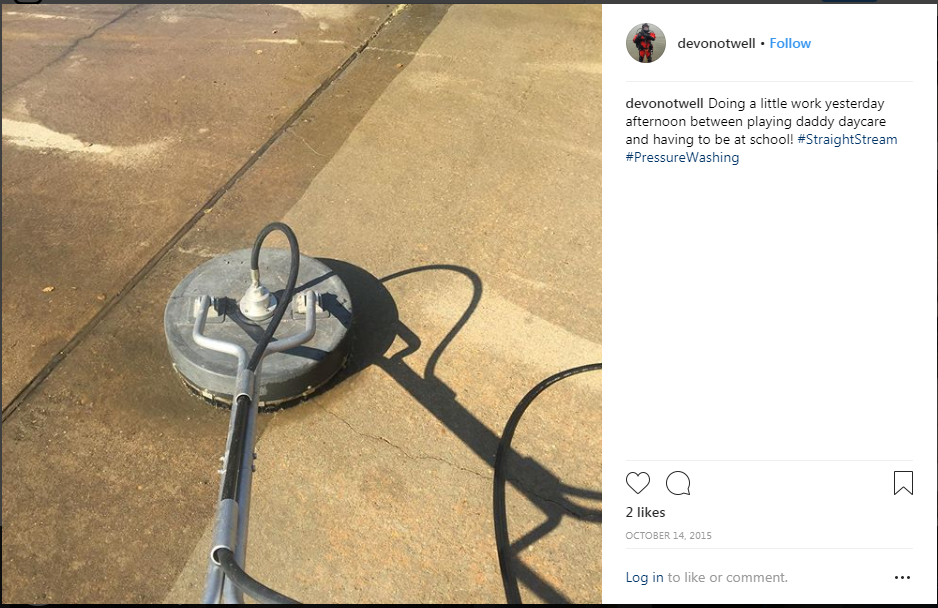 devonotwell • Follow
devonotwell Doing a little work yesterday
afternoon between playing daddy daycare
and having to be at school! #StraightStream
#PressureWashing
2 likes
OCTOBER 14, 2015
Log in to like or comment.